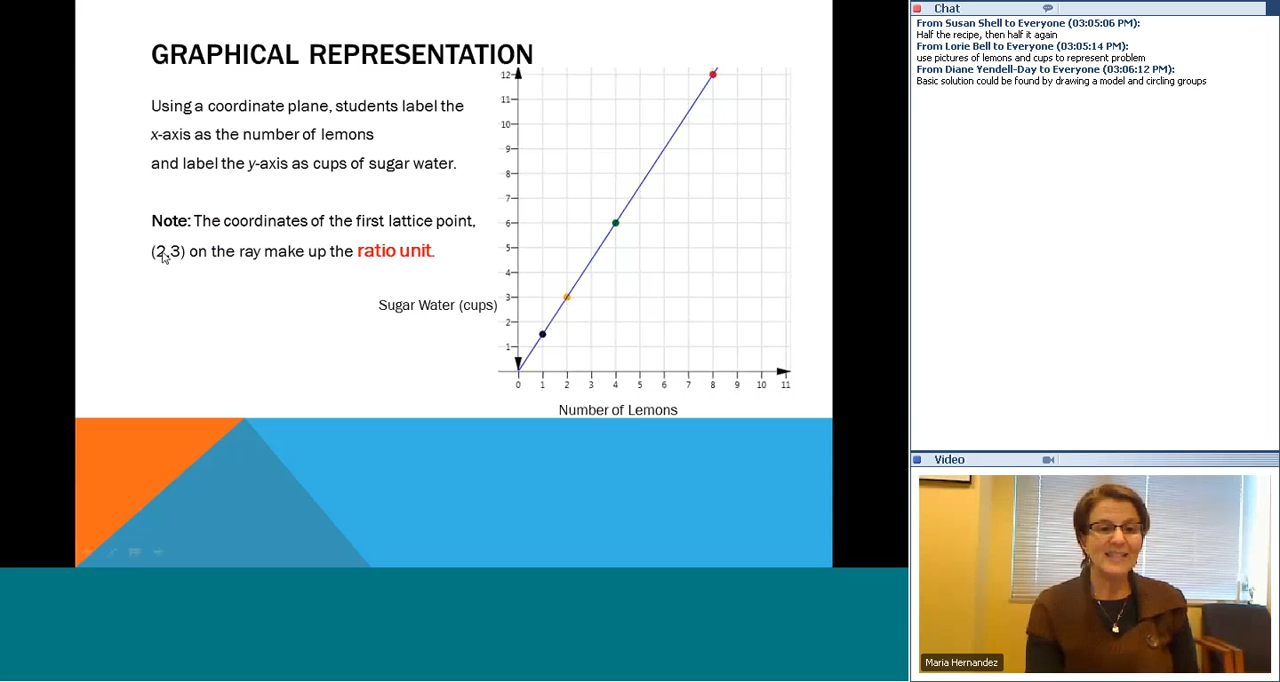 GRAPHICAL REPRESENTATION
Using a coordinate plane, students label the
x-axis as the number of lemons
and label the y-axis as cups of sugar water.
Note: The coordinates of the first lattice point,
(2,3) on the ray make up the ratio unit.
Sugar Water (cups)
12
11
10
9
8
7
6
5
4
3
2
1
0 1 2 3 4 5 6 7 8 9 10 11
Number of Lemons
Chat
From Susan Shell to Everyone (03:05:06 PM):
Half the recipe, then half it again
From Lorie Bell to Everyone (03:05:14 PM):
use pictures of lemons and cups to represent problem
From Diane Yendell-Day to Everyone (03:06:12 PM):
Basic solution could be found by drawing a model and circling groups
Video
Maria Hernandez